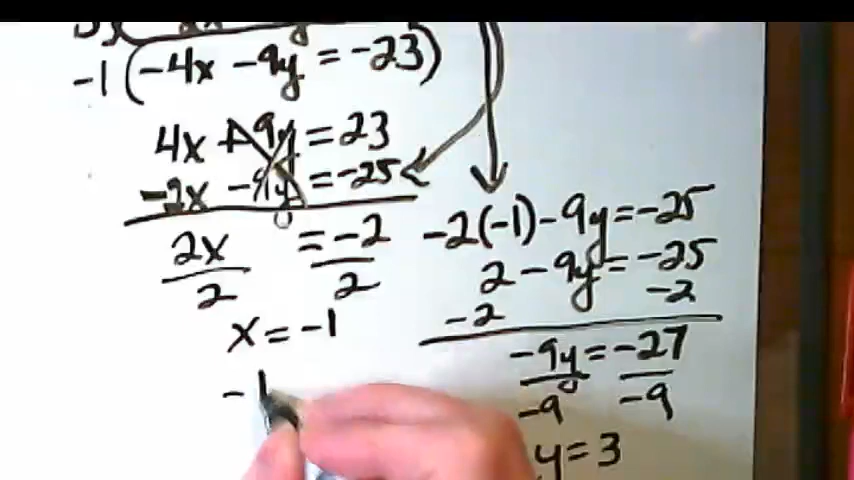 -1(-4x -9y = -23)
4x +9y = 23
-2x -9y = -25
2x = -2
2 2
x = -1
-1
-2(-1) -9y = -25
2 -9y = -25
-2 -2
-9y = -27
-9 -9
y = 3